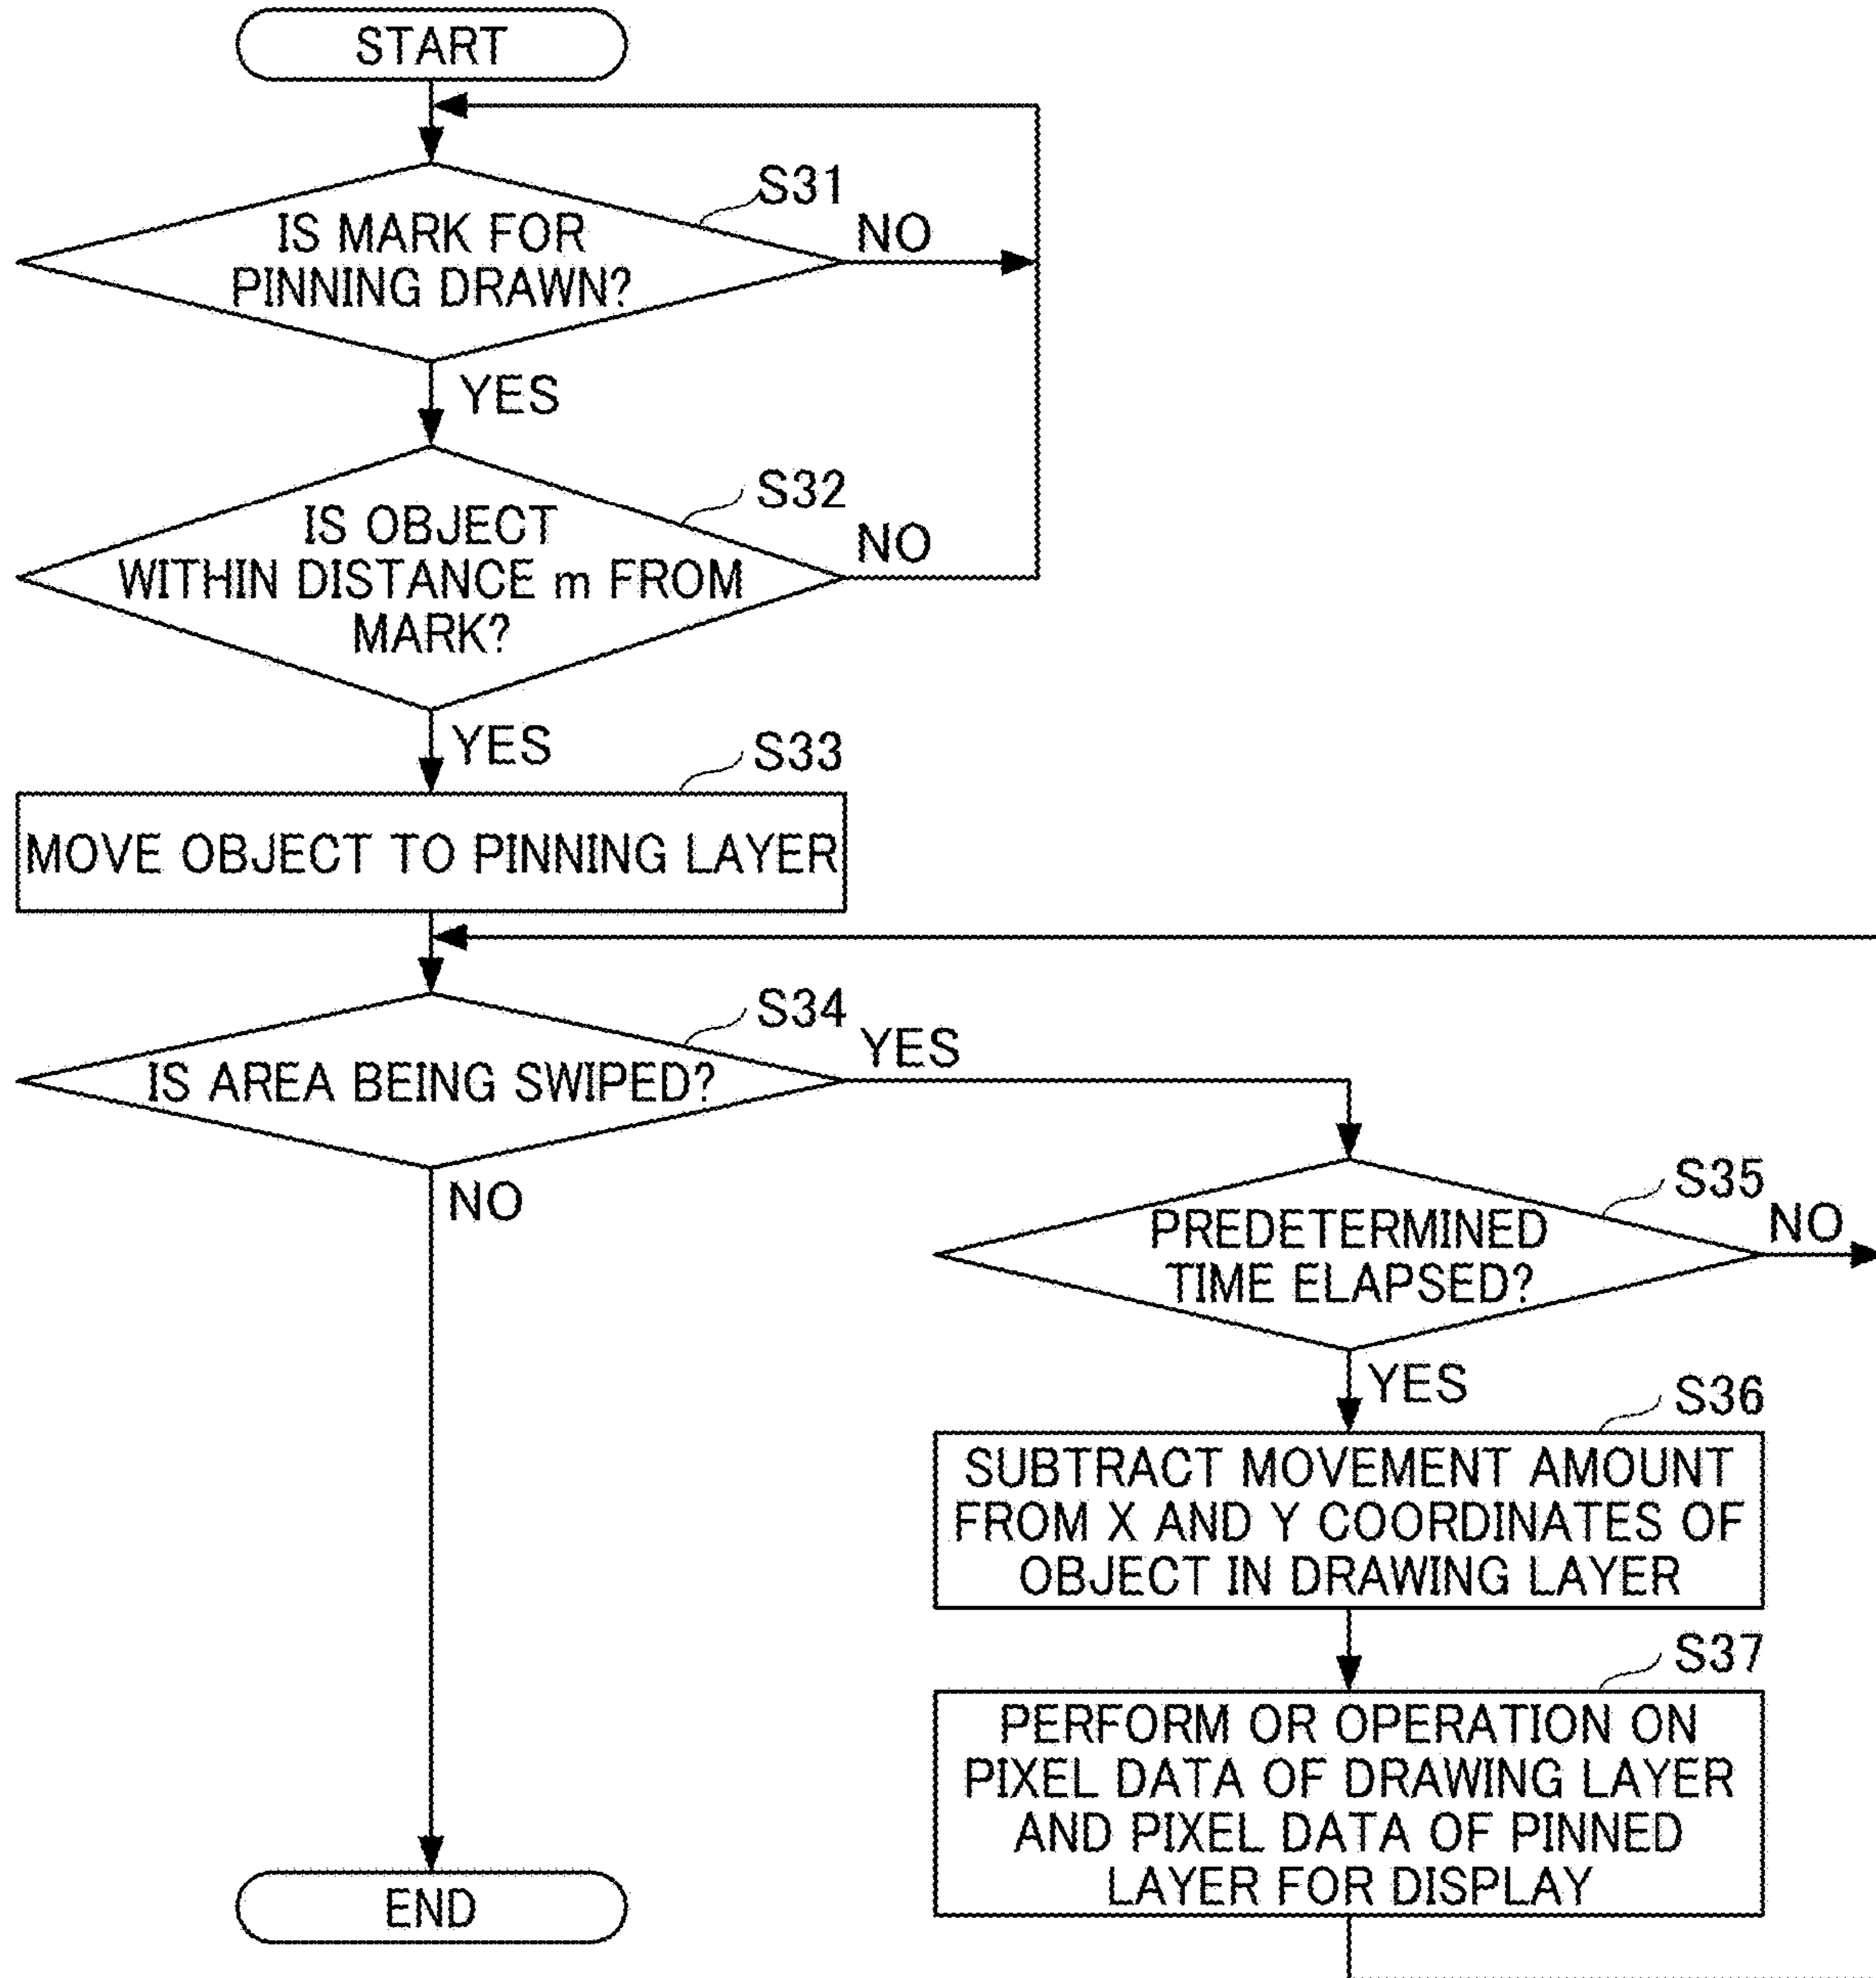 START
S31
IS MARK FOR
PINNING DRAWN?
NO
YES
S32
IS OBJECT
WITHIN DISTANCE m FROM
MARK?
NO
YES
S33
MOVE OBJECT TO PINNING LAYER
S34
IS AREA BEING SWIPED?
YES
NO
S35
PREDETERMINED
TIME ELAPSED?
NO
YES
S36
SUBTRACT MOVEMENT AMOUNT
FROM X AND Y COORDINATES OF
OBJECT IN DRAWING LAYER
S37
PERFORM OR OPERATION ON
PIXEL DATA OF DRAWING LAYER
AND PIXEL DATA OF PINNED
LAYER FOR DISPLAY
END